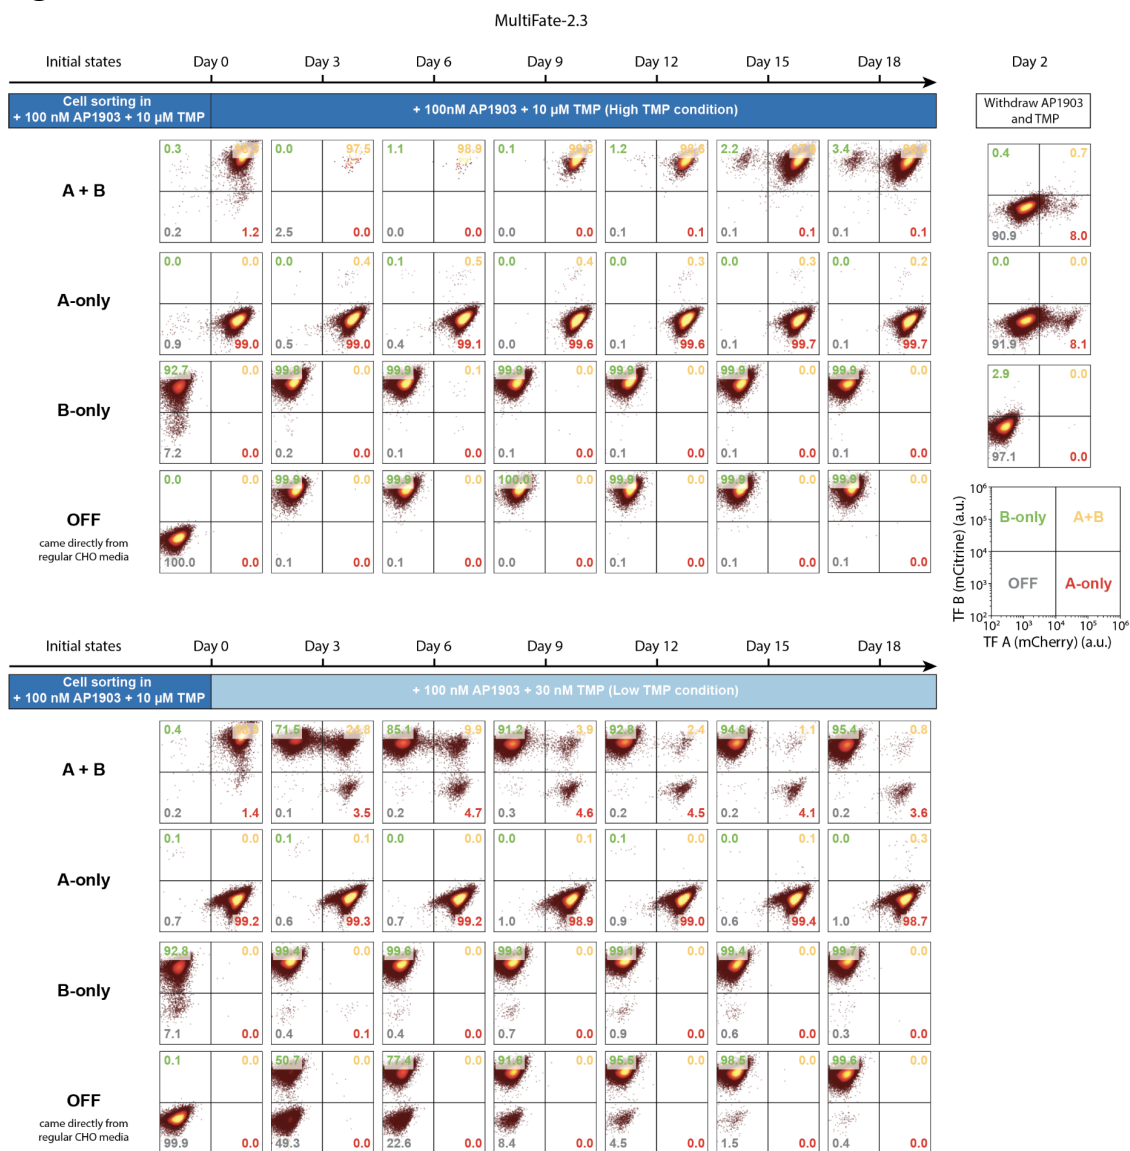 MultiFate-2.3
Initial states Day 0 Day 3 Day 6 Day 9 Day 12 Day 15 Day 18 Day 2
Cell sorting in
+ 100 nM AP1903 + 10 µM TMP
+ 100nM AP1903 + 10 µM TMP (High TMP condition)
Withdraw AP1903
and TMP
A + B
0.3 0.0 97.5 1.1 98.9 0.1 1.2 2.2 3.4 0.4 0.7
0.2 1.2 2.5 0.0 0.0 0.0 0.0 0.0 0.1 0.1 0.1 0.1 0.1 0.1 90.9 8.0
A-only
0.0 0.0 0.0 0.4 0.1 0.5 0.0 0.4 0.0 0.3 0.0 0.3 0.0 0.2 0.0 0.0
0.9 99.0 0.5 99.0 0.4 99.1 0.0 99.6 0.1 99.6 0.1 99.7 0.1 99.7 91.9 8.1
B-only
92.7 0.0 99.8 0.0 99.9 0.1 99.9 0.0 99.9 0.0 99.9 0.0 99.9 0.0 2.9 0.0
7.2 0.0 0.2 0.0 0.1 0.0 0.1 0.0 0.1 0.0 0.1 0.0 0.1 0.0 97.1 0.0
OFF
came directly from
regular CHO media
0.0 0.0 99.9 0.0 99.9 0.0 100.0 0.0 99.9 0.0 99.9 0.0 99.9 0.0
100.0 0.0 0.1 0.0 0.1 0.0 0.0 0.0 0.1 0.0 0.1 0.0 0.1 0.0
TF B (mCitrine) (a.u.)
10⁶
10⁵
10⁴
10³
10²
B-only A+B
OFF A-only
10² 10³ 10⁴ 10⁵ 10⁶
TF A (mCherry) (a.u.)
Initial states Day 0 Day 3 Day 6 Day 9 Day 12 Day 15 Day 18
Cell sorting in
+ 100 nM AP1903 + 10 µM TMP
+ 100 nM AP1903 + 30 nM TMP (Low TMP condition)
A + B
0.4 71.5 24.8 85.1 9.9 91.2 3.9 92.8 2.4 94.6 1.1 95.4 0.8
0.2 1.4 0.1 3.5 0.2 4.7 0.3 4.6 0.2 4.5 0.2 4.1 0.2 3.6
A-only
0.1 0.0 0.1 0.1 0.0 0.0 0.0 0.1 0.1 0.0 0.0 0.1 0.0 0.3
0.7 99.2 0.6 99.3 0.7 99.2 1.0 98.9 0.9 99.0 0.6 99.4 1.0 98.7
B-only
92.8 0.0 99.4 0.0 99.6 0.0 99.3 0.0 99.1 0.0 99.4 0.0 99.7 0.0
7.1 0.0 0.4 0.1 0.4 0.0 0.7 0.0 0.9 0.0 0.6 0.0 0.3 0.0
OFF
came directly from
regular CHO media
0.1 0.0 50.7 0.0 77.4 0.0 91.6 0.0 95.5 0.0 98.5 0.0 99.6 0.0
99.9 0.0 49.3 0.0 22.6 0.0 8.4 0.0 4.5 0.0 1.5 0.0 0.4 0.0